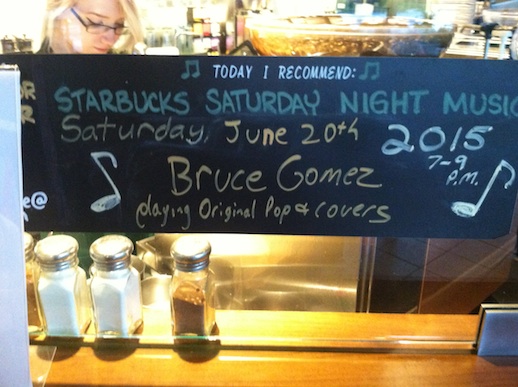 TODAY I RECOMMEND:
STARBUCKS SATURDAY NIGHT MUSIC
Saturday, June 20th 2015
7-9 P.M.
Bruce Gomez
playing Original Pop & covers